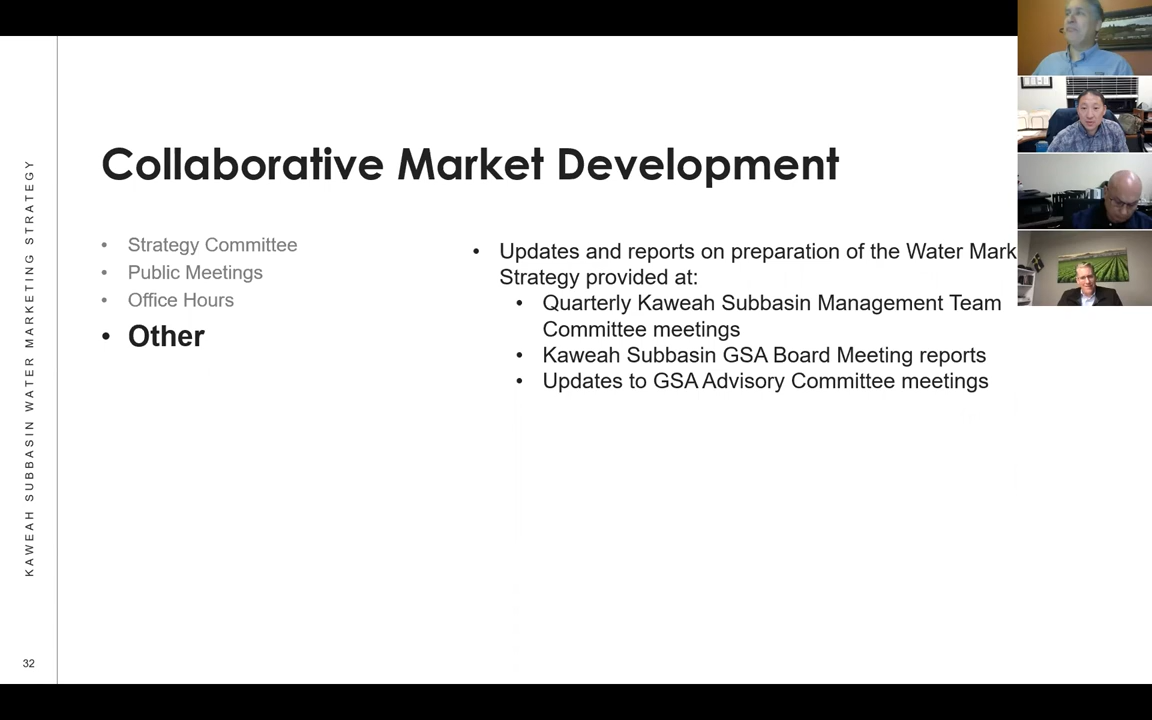 Collaborative Market Development
KAWEAH SUBBASIN WATER MARKETING STRATEGY
• Strategy Committee
• Public Meetings
• Office Hours
• Other
• Updates and reports on preparation of the Water Mark
Strategy provided at:
• Quarterly Kaweah Subbasin Management Team
Committee meetings
• Kaweah Subbasin GSA Board Meeting reports
• Updates to GSA Advisory Committee meetings
32